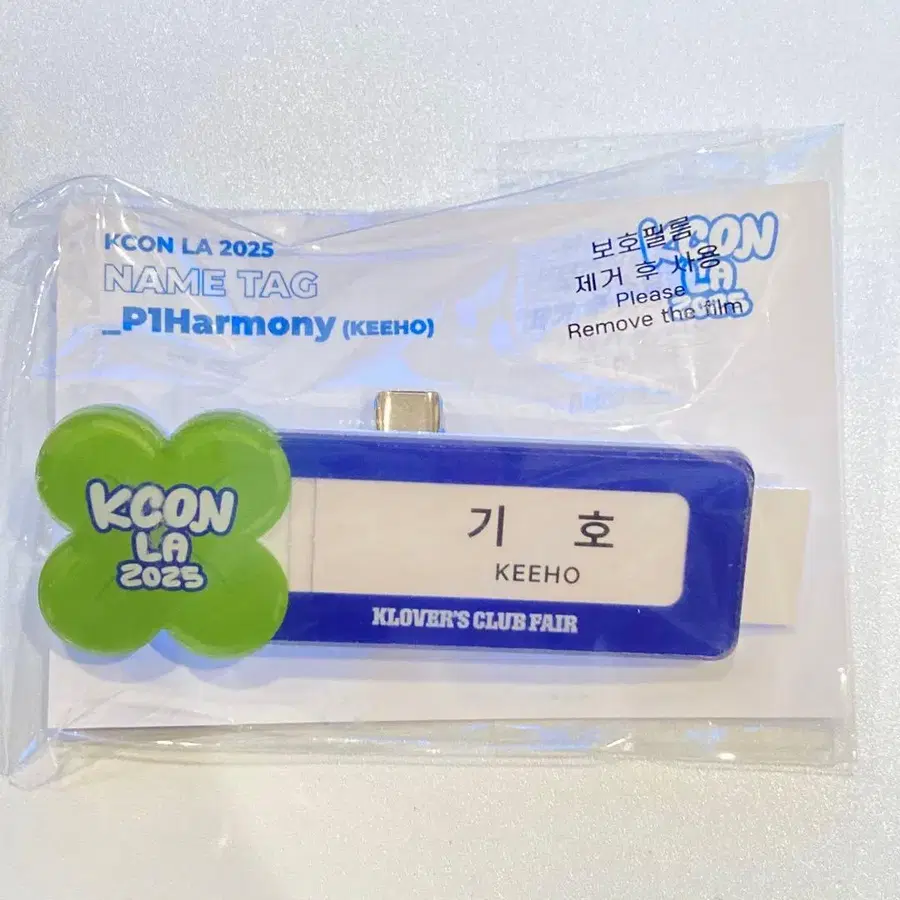 KCON LA 2025
NAME TAG
_P1Harmony (KEEHO)
보호필름
제거 후 사용
Please
Remove the film
KCON
LA
2025
KCON
LA
2025
기 호
KEEHO
KLOVER'S CLUB FAIR